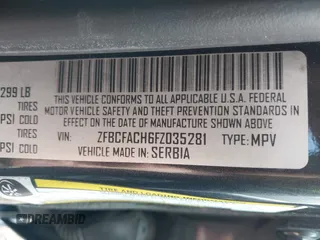 299 LB
TIRES
PSI COLD
TIRES
PSI COLD
THIS VEHICLE CONFORMS TO ALL APPLICABLE U.S.A. FEDERAL
MOTOR VEHICLE SAFETY AND THEFT STANDARDS IN EFFECT
ON THE DATE OF MANUFACTURE SHOWN ABOVE.
VIN: ZFBCFACH6FZ035281 TYPE: MPV
VEHICLE MADE IN: SERBIA
DREAMBID